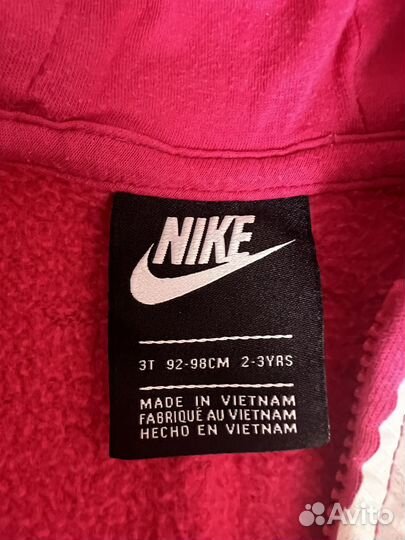 NIKE
3T 92-98CM 2-3YRS
MADE IN VIETNAM
FABRIQUÉ AU VIETNAM
HECHO EN VIETNAM
Avito